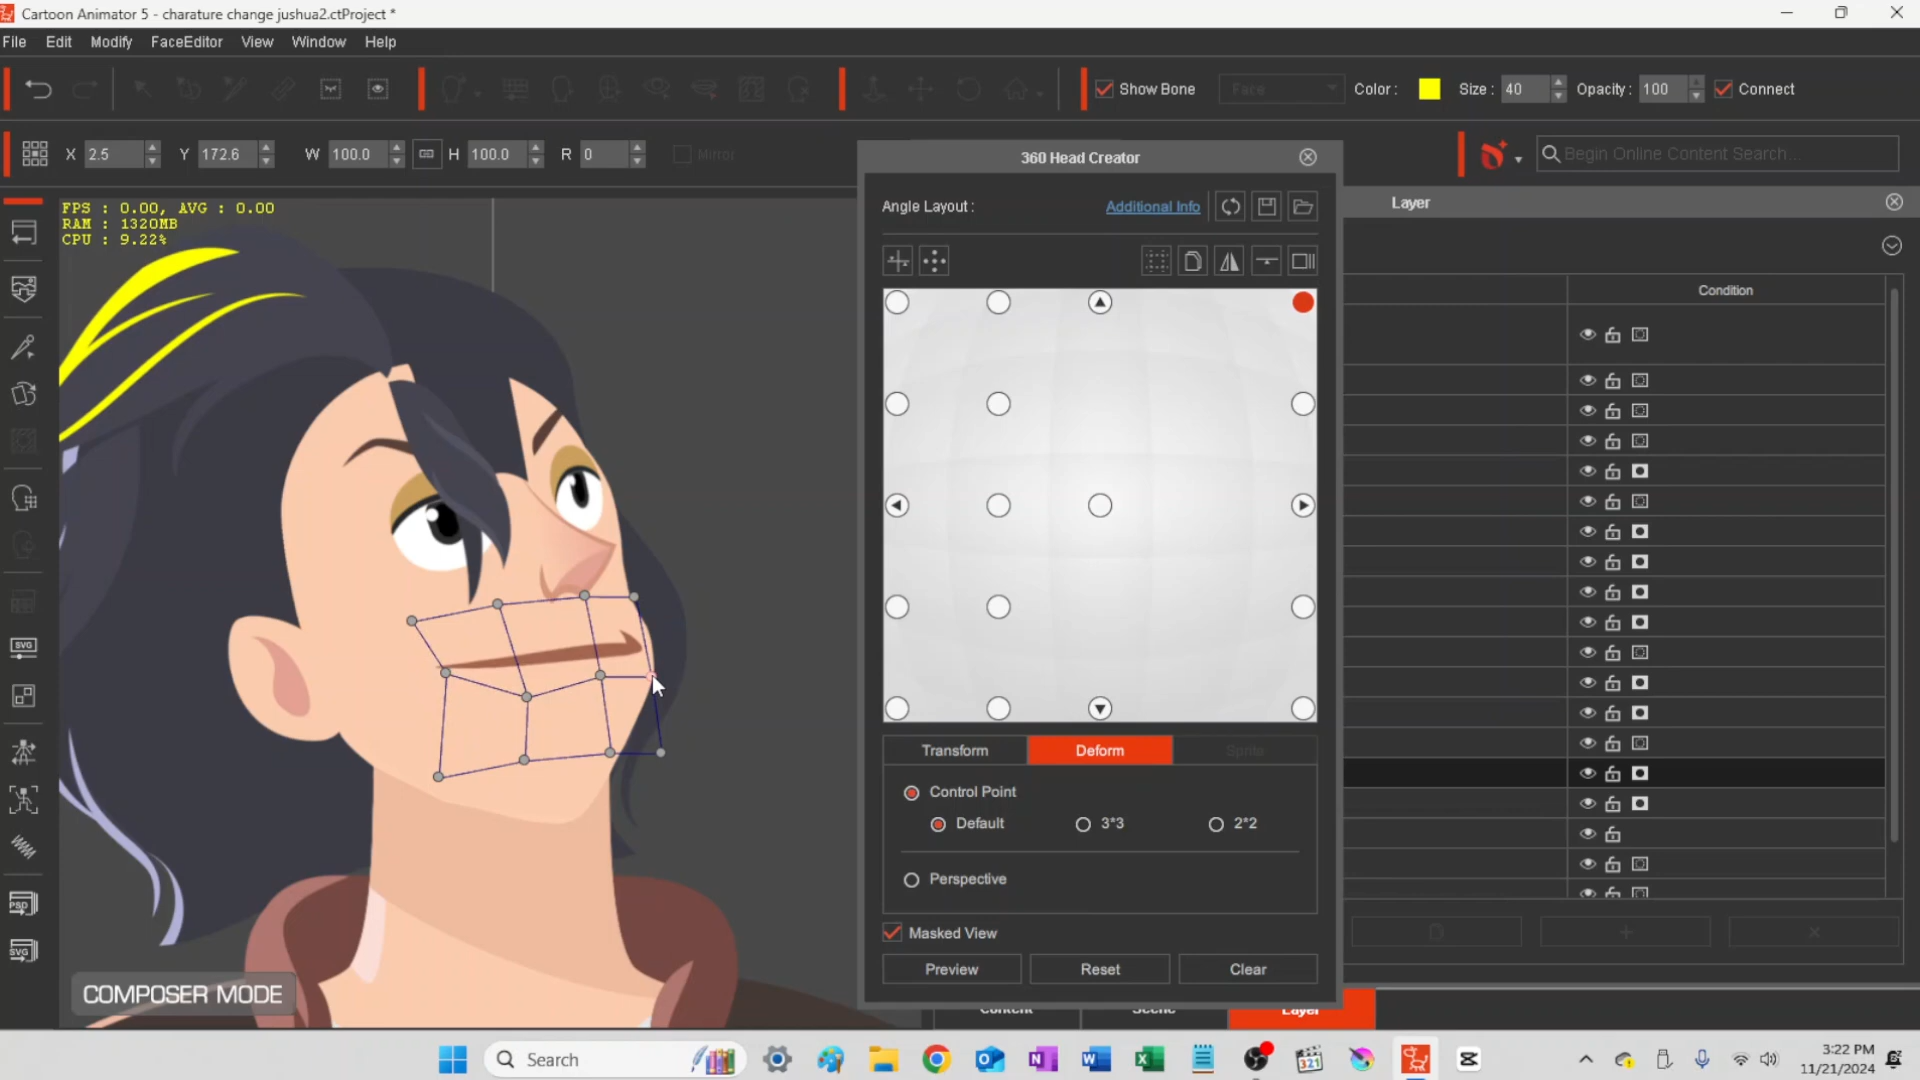 Cartoon Animator 5 - charature change jushua2.ctProject *
File Edit Modify FaceEditor View Window Help
Show Bone Face Color : Size : 40 Opacity : 100 Connect
X 2.5 Y 172.6 W 100.0 H 100.0 R 0 Mirror
Begin Online Content Search...
FPS : 0.00, AVG : 0.00
RAM : 1320MB
CPU : 9.22%
360 Head Creator
Angle Layout :
Additional Info
Transform Deform Sprite
Control Point
Default 3*3 2*2
Perspective
Masked View
Preview Reset Clear
Layer
Condition
Content Scene Layer
SVG
PSD
SVG
COMPOSER MODE
Search
321
3:22 PM
11/21/2024